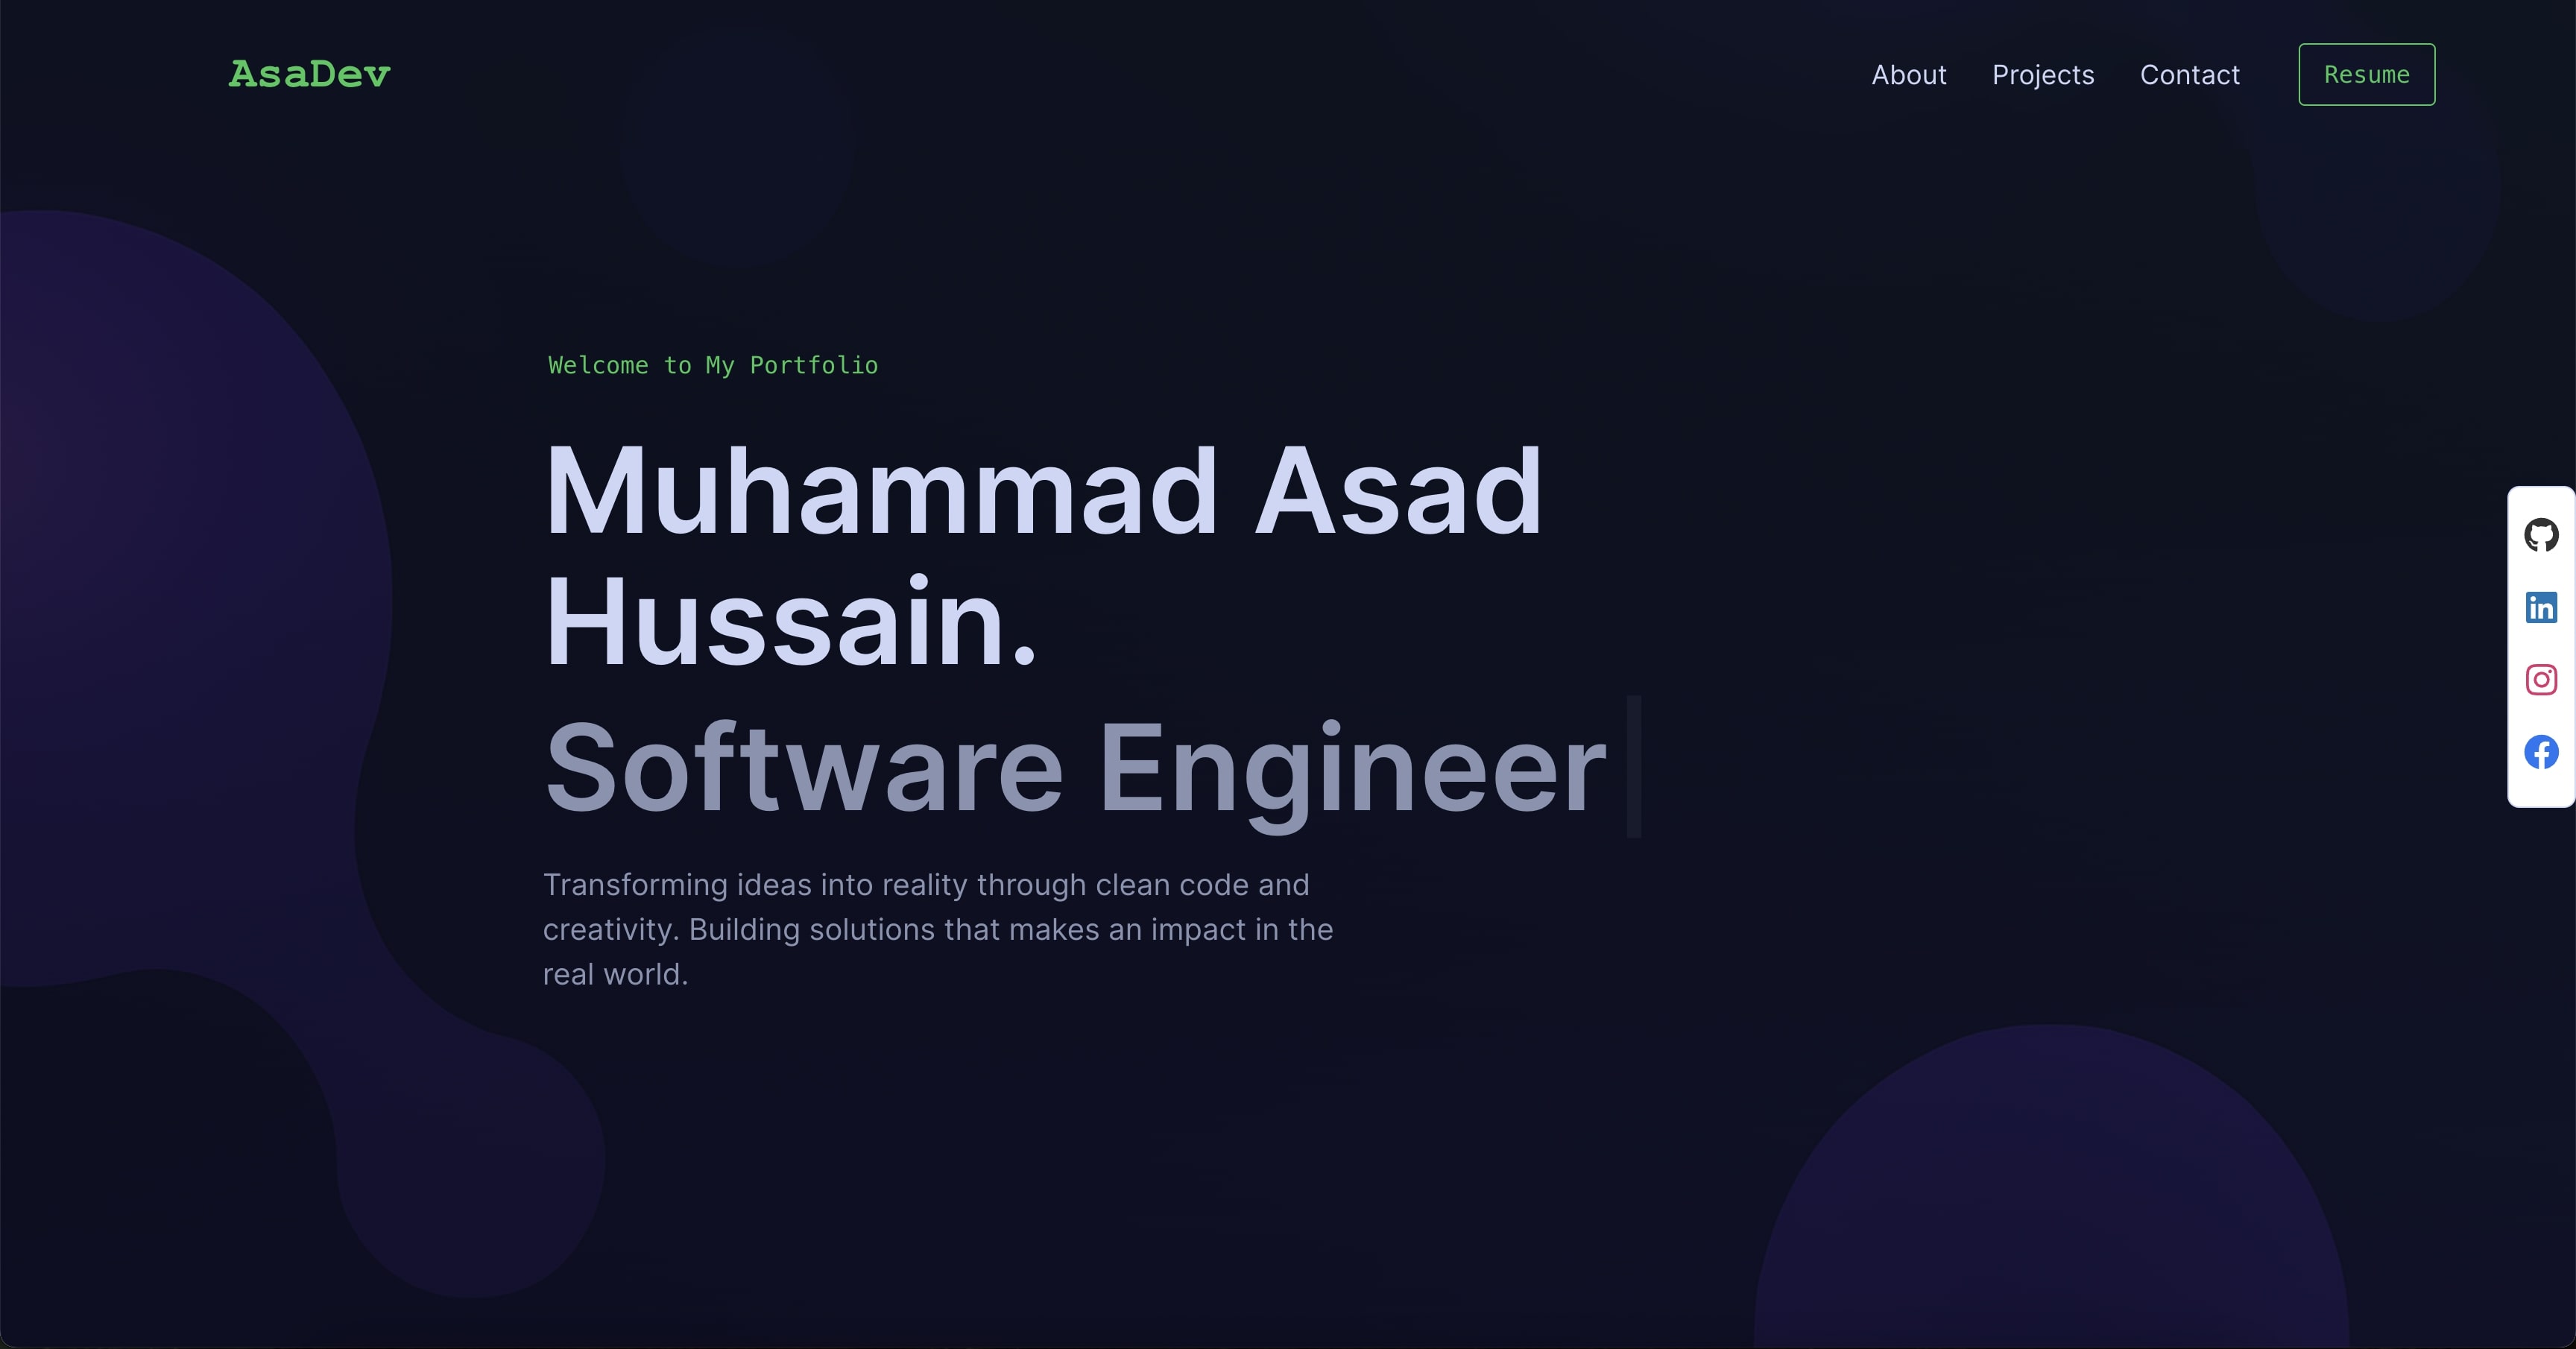 AsaDev
About Projects Contact Resume
Welcome to My Portfolio
Muhammad Asad
Hussain.
Software Engineer
Transforming ideas into reality through clean code and
creativity. Building solutions that makes an impact in the
real world.
in